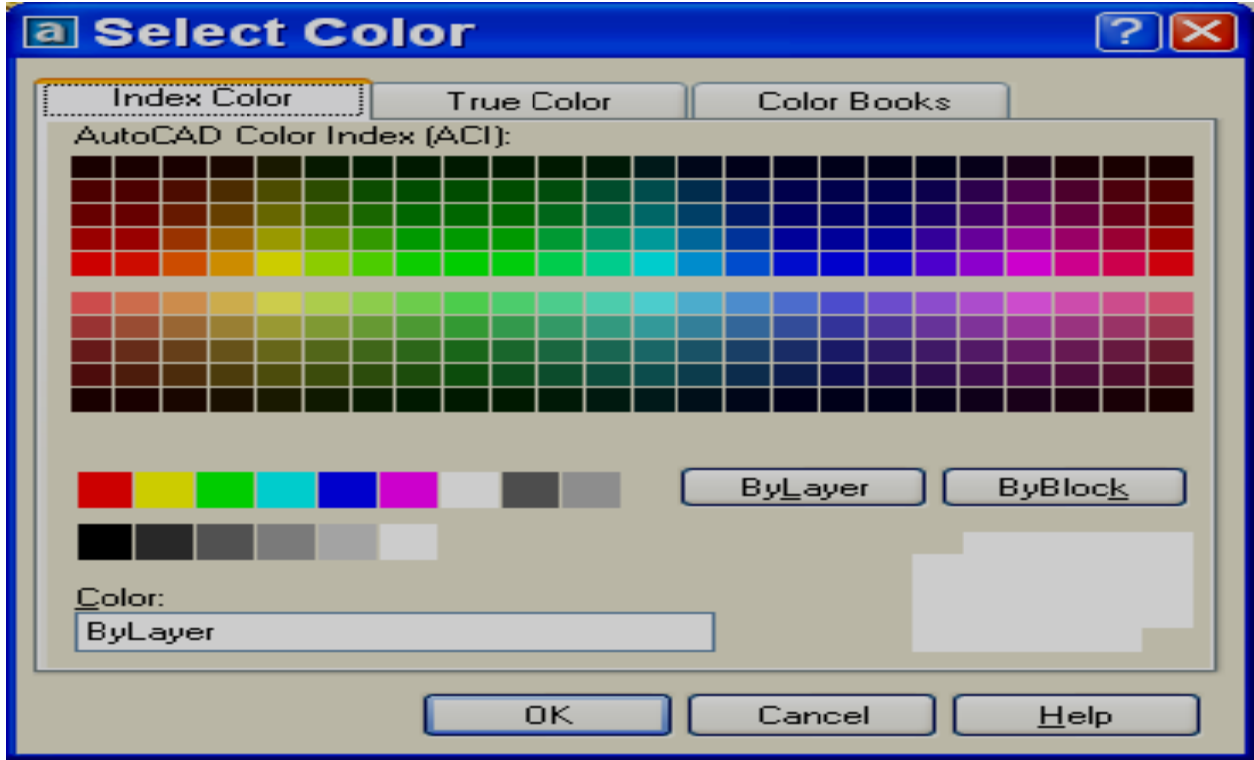 a Select Color ?
Index Color True Color Color Books
AutoCAD Color Index (ACI):
ByLayer ByBlock
Color:
ByLayer
OK Cancel Help